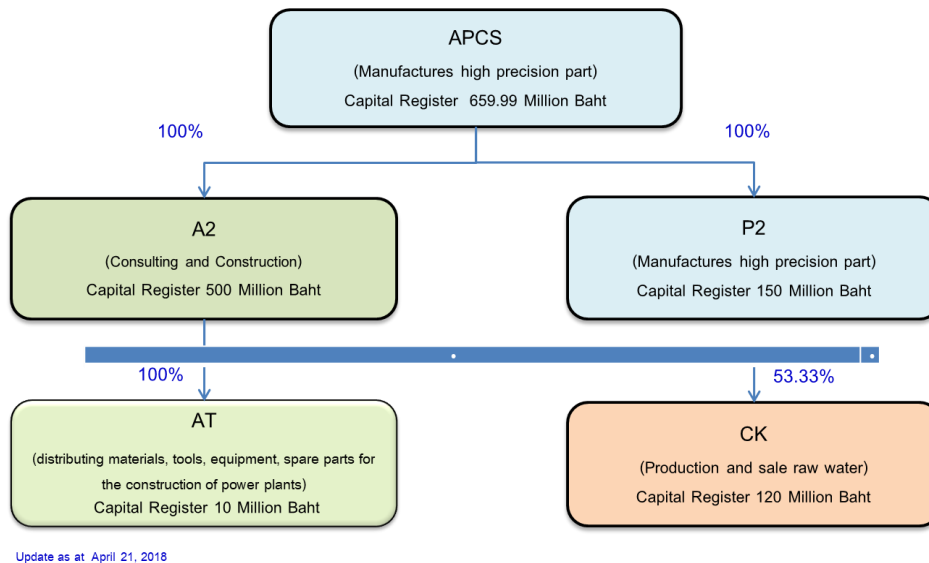 APCS
(Manufactures high precision part)
Capital Register 659.99 Million Baht
100%
100%
A2
(Consulting and Construction)
Capital Register 500 Million Baht
P2
(Manufactures high precision part)
Capital Register 150 Million Baht
100%
53.33%
AT
(distributing materials, tools, equipment, spare parts for
the construction of power plants)
Capital Register 10 Million Baht
CK
(Production and sale raw water)
Capital Register 120 Million Baht
Update as at April 21, 2018